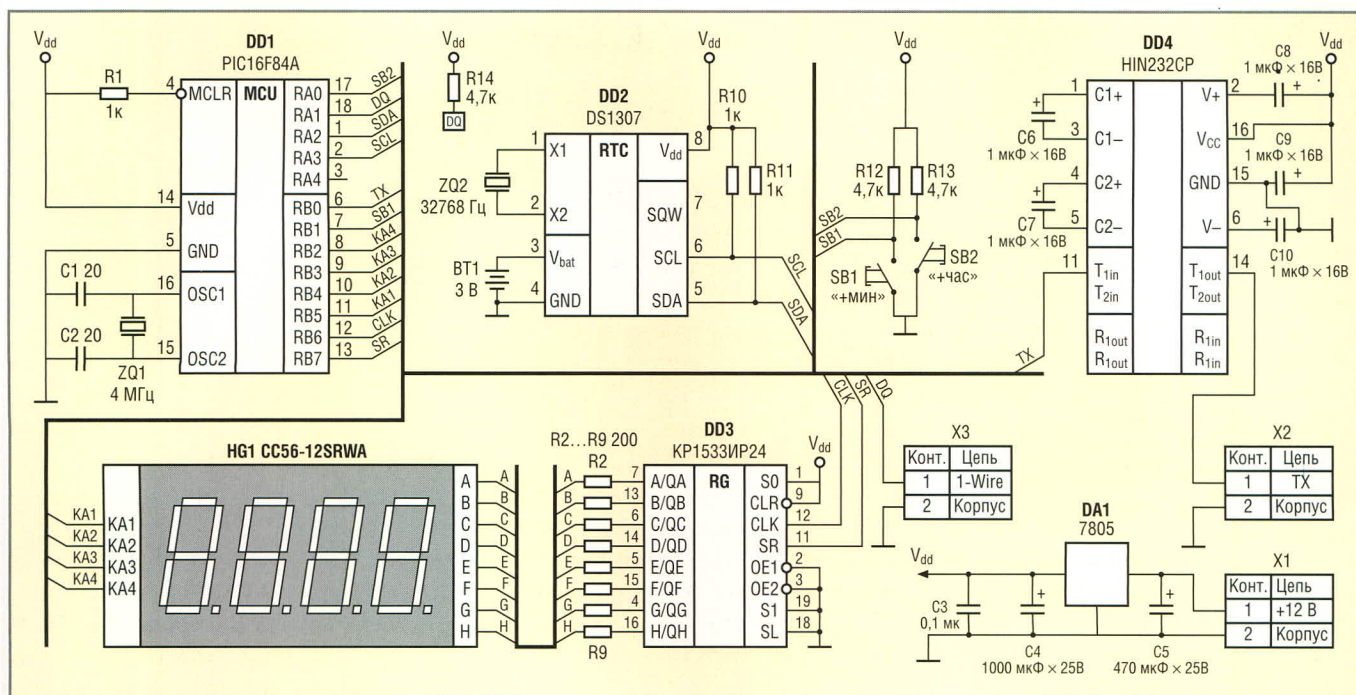 Vdd
DD1
PIC16F84A
R1
1к
4
MCLR
MCU
RA0
17
SB2
RA1
18
DQ
RA2
1
SDA
RA3
2
SCL
RA4
3
14
Vdd
RB0
6
TX
RB1
7
SB1
5
GND
RB2
8
KA4
RB3
9
KA3
C1 20
16
OSC1
RB4
10
KA2
RB5
11
KA1
C2 20
15
OSC2
RB6
12
CLK
RB7
13
SR
ZQ1
4 МГц
Vdd
R14
4,7к
DQ
DD2
DS1307
1
X1
RTC
Vdd
8
ZQ2
32768 Гц
2
X2
SQW
7
3
Vbat
SCL
6
BT1
3 В
4
GND
SDA
5
Vdd
R10
1к
R11
1к
SCL
SDA
Vdd
R12
4,7к
R13
4,7к
SB2
SB1
SB1
«+мин»
SB2
«+час»
DD4
HIN232CP
C8
1 мкФ × 16В
Vdd
1
C1+
V+
2
+
+
C6
1 мкФ × 16В
3
C1–
VCC
16
C9
1 мкФ × 16В
4
C2+
GND
15
+
+
C7
1 мкФ × 16В
5
C2–
V–
6
+
C10
1 мкФ × 16В
11
T1in
T2in
T1out
T2out
14
R1out
R1out
R1in
R1in
TX
CLK
SR
DQ
HG1 CC56-12SRWA
KA1
KA2
KA3
KA4
KA1
KA2
KA3
KA4
A
B
C
D
E
F
G
H
A
B
C
D
E
F
G
H
A
B
C
D
E
F
G
H
R2...R9 200
R2
R9
DD3
КР1533ИР24
Vdd
7
A/QA
RG
S0
1
13
B/QB
CLR
9
6
C/QC
CLK
12
14
D/QD
SR
11
5
E/QE
OE1
2
15
F/QF
OE2
3
4
G/QG
S1
19
16
H/QH
SL
18
X3
Конт. Цепь
1 1-Wire
2 Корпус
X2
Конт. Цепь
1 TX
2 Корпус
DA1
7805
Vdd
C3
0,1 мк
+
C4
1000 мкФ × 25В
+
C5
470 мкФ × 25В
X1
Конт. Цепь
1 +12 В
2 Корпус